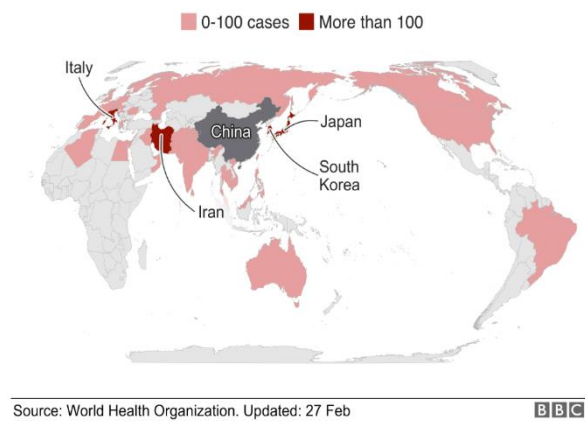 0-100 cases More than 100
Italy
China
Japan
South
Korea
Iran
Source: World Health Organization. Updated: 27 Feb BBC